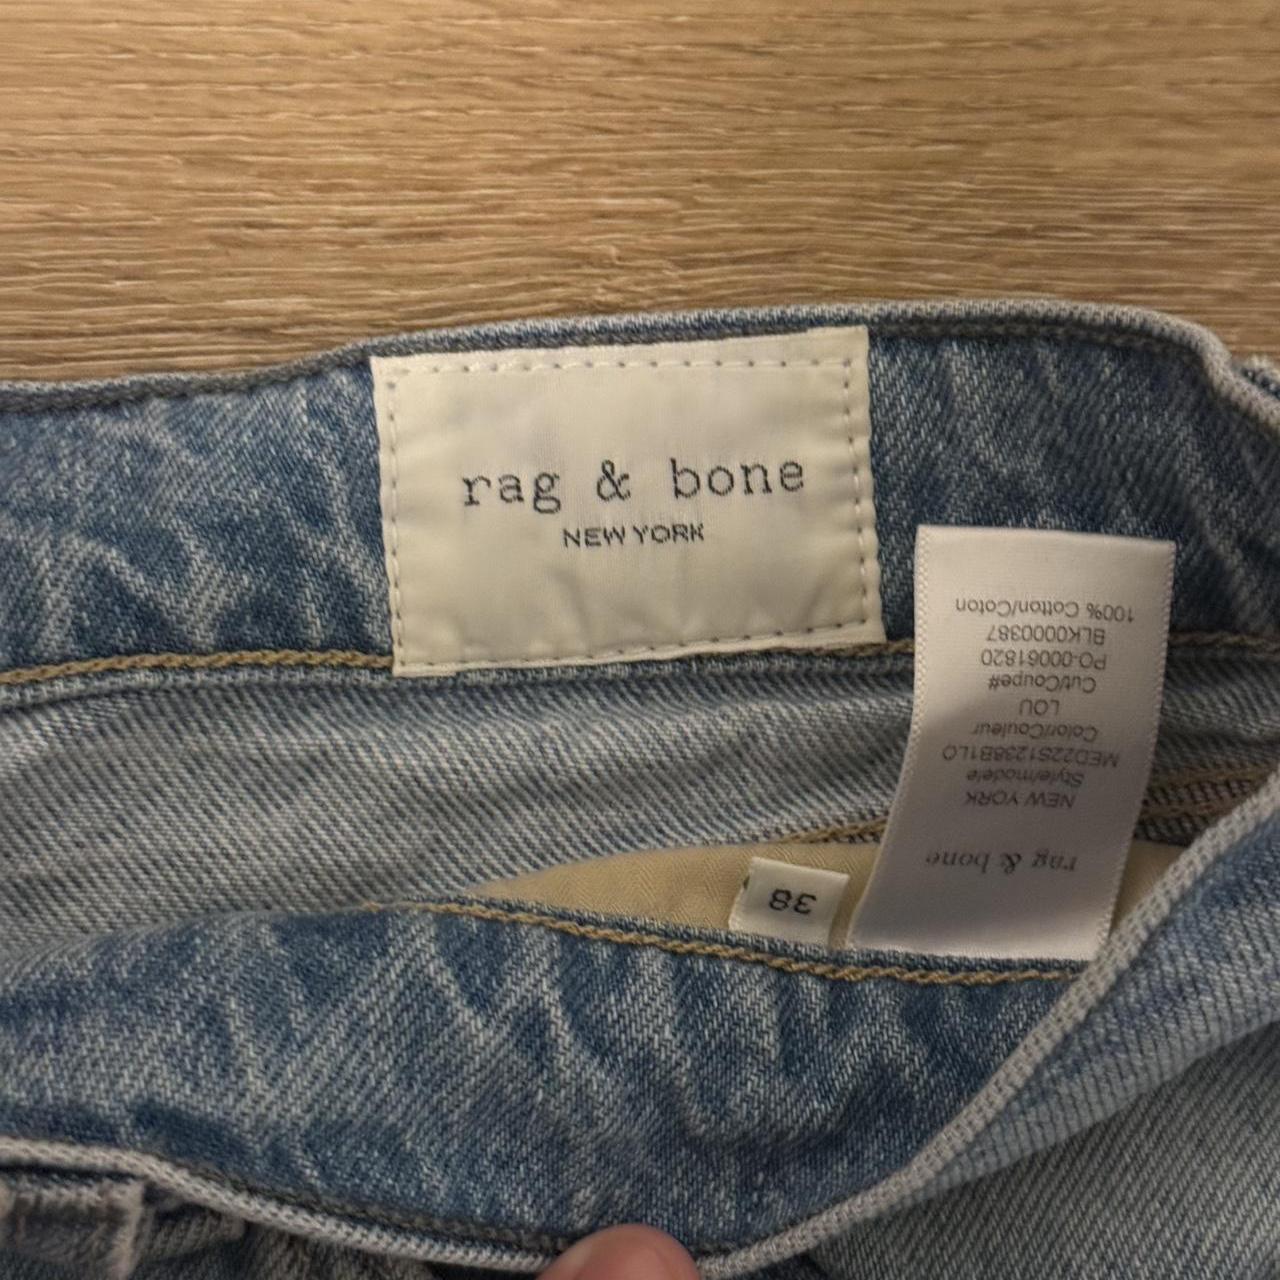 rag & bone
NEW YORK
38
rag & bone
NEW YORK
Style/modele
MED22S1238B1LO
Color/Couleur
LOU
Cut/Coupe#
PO-00061820
BLK0000387
100% Cotton/Coton